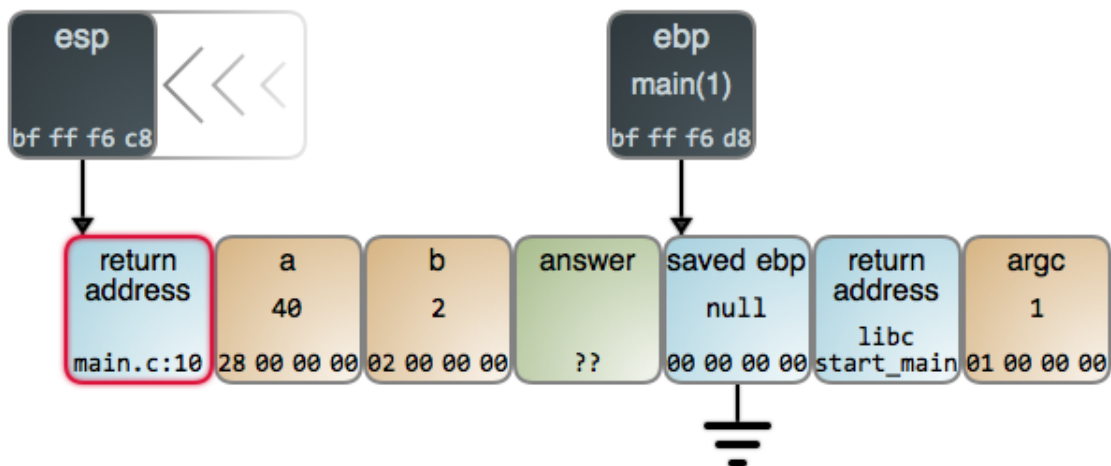 esp
bf ff f6 c8
ebp
main(1)
bf ff f6 d8
return
address
main.c:10
a
40
28 00 00 00
b
2
02 00 00 00
answer
??
saved ebp
null
00 00 00 00
return
address
libc
start_main
argc
1
01 00 00 00